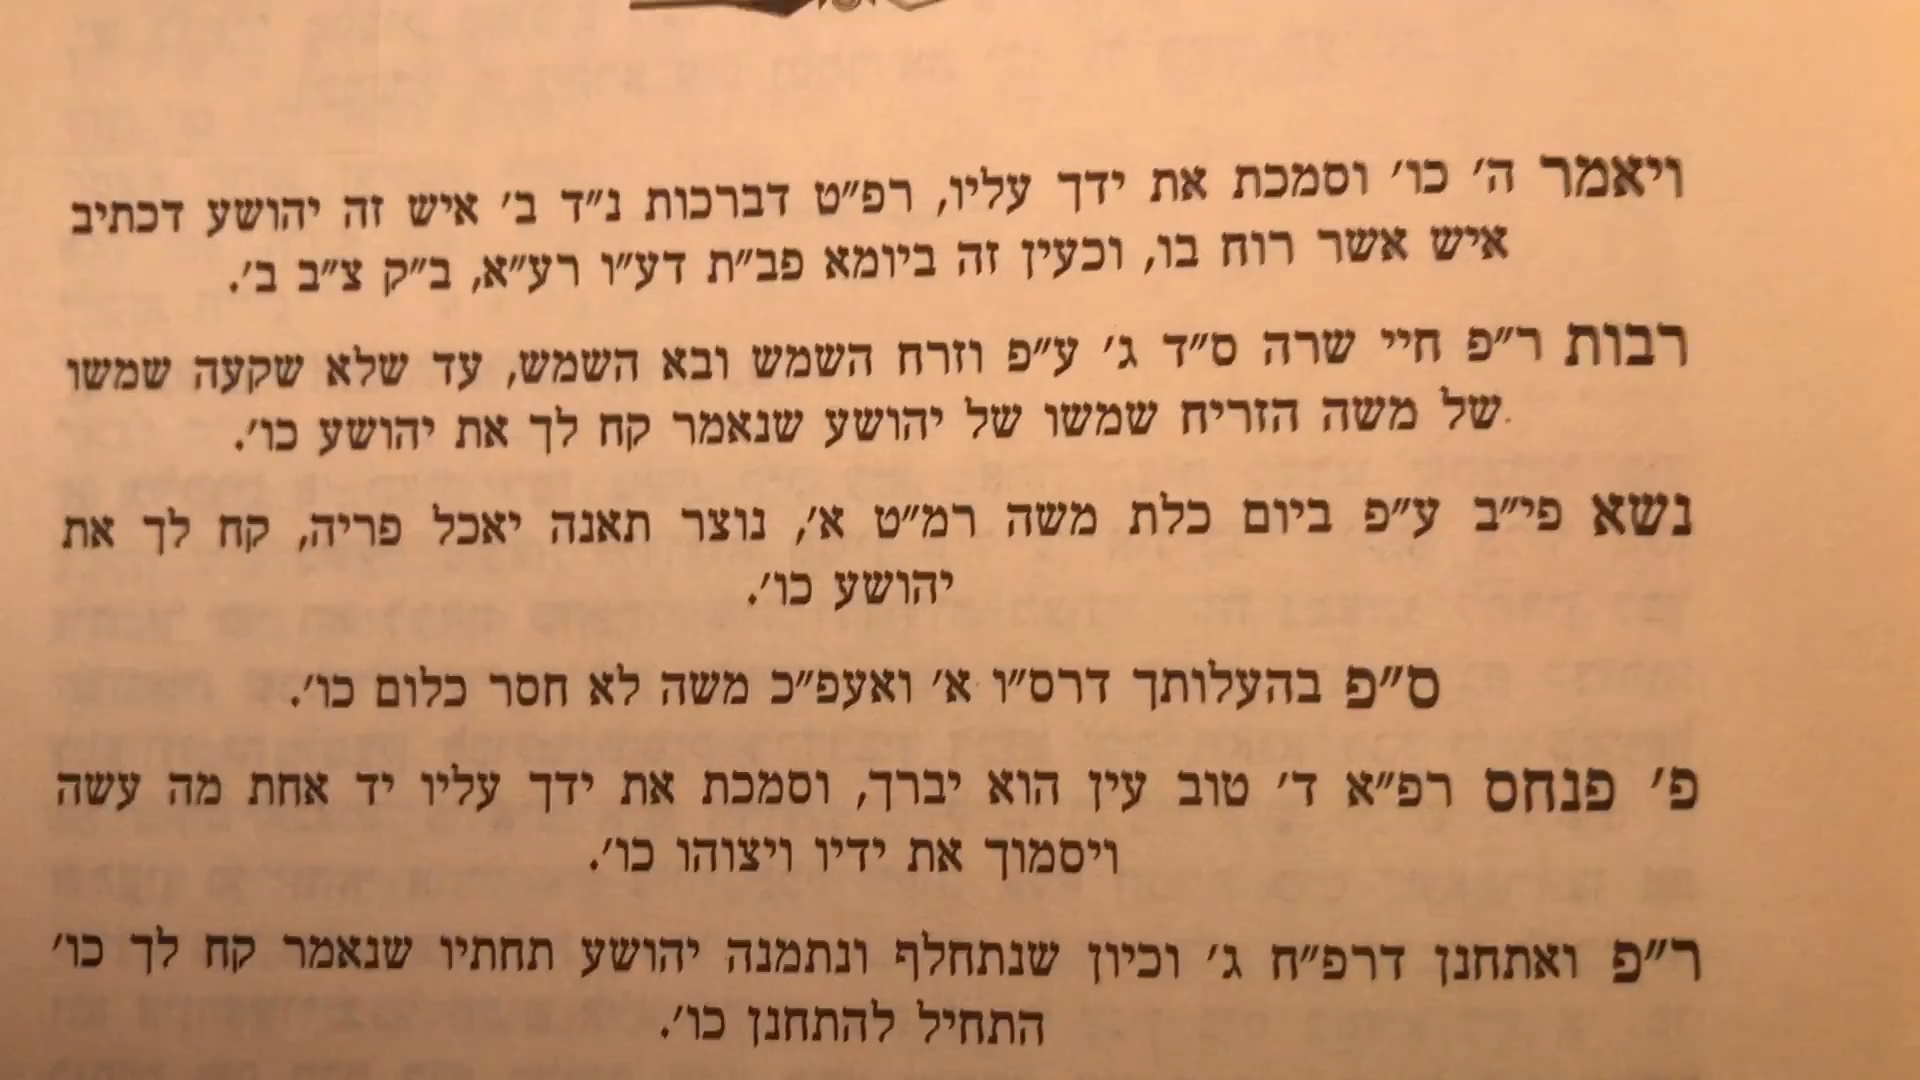 ויאמר ה׳ כו׳ וסמכת את ידך עליו, רפ״ט דברכות נ״ד ב׳ איש זה יהושע דכתיב
איש אשר רוח בו, וכעין זה ביומא פב״ת דע״ו רע״א, ב״ק צ״ב ב׳.
רבות ר״פ חיי שרה ס״ד ג׳ ע״פ וזרח השמש ובא השמש, עד שלא שקעה שמשו
של משה הזריח שמשו של יהושע שנאמר קח לך את יהושע כו׳.
נשא פי״ב ע״פ ביום כלת משה רמ״ט א׳, נוצר תאנה יאכל פריה, קח לך את
יהושע כו׳.
ס״פ בהעלותך דרס״ו א׳ ואעפ״כ משה לא חסר כלום כו׳.
פ׳ פנחס רפ״א ד׳ טוב עין הוא יברך, וסמכת את ידך עליו יד אחת מה עשה
ויסמוך את ידיו ויצוהו כו׳.
ר״פ ואתחנן דרפ״ח ג׳ וכיון שנתחלף ונתמנה יהושע תחתיו שנאמר קח לך כו׳
התחיל להתחנן כו׳.